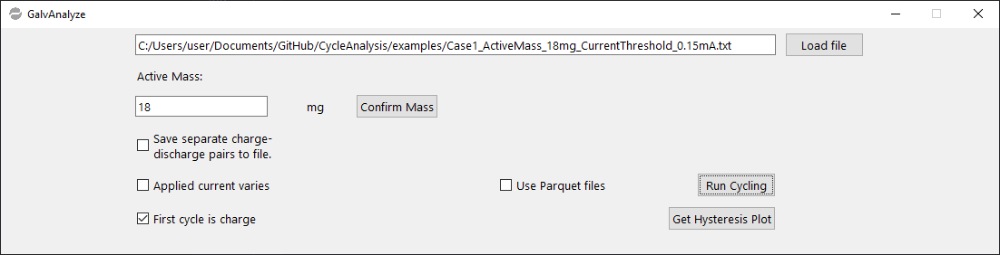 GalvAnalyze
C:/Users/user/Documents/GitHub/CycleAnalysis/examples/Case1_ActiveMass_18mg_CurrentThreshold_0.15mA.txt Load file
Active Mass:
18 mg Confirm Mass
Save separate charge-
discharge pairs to file.
Applied current varies Use Parquet files Run Cycling
First cycle is charge Get Hysteresis Plot